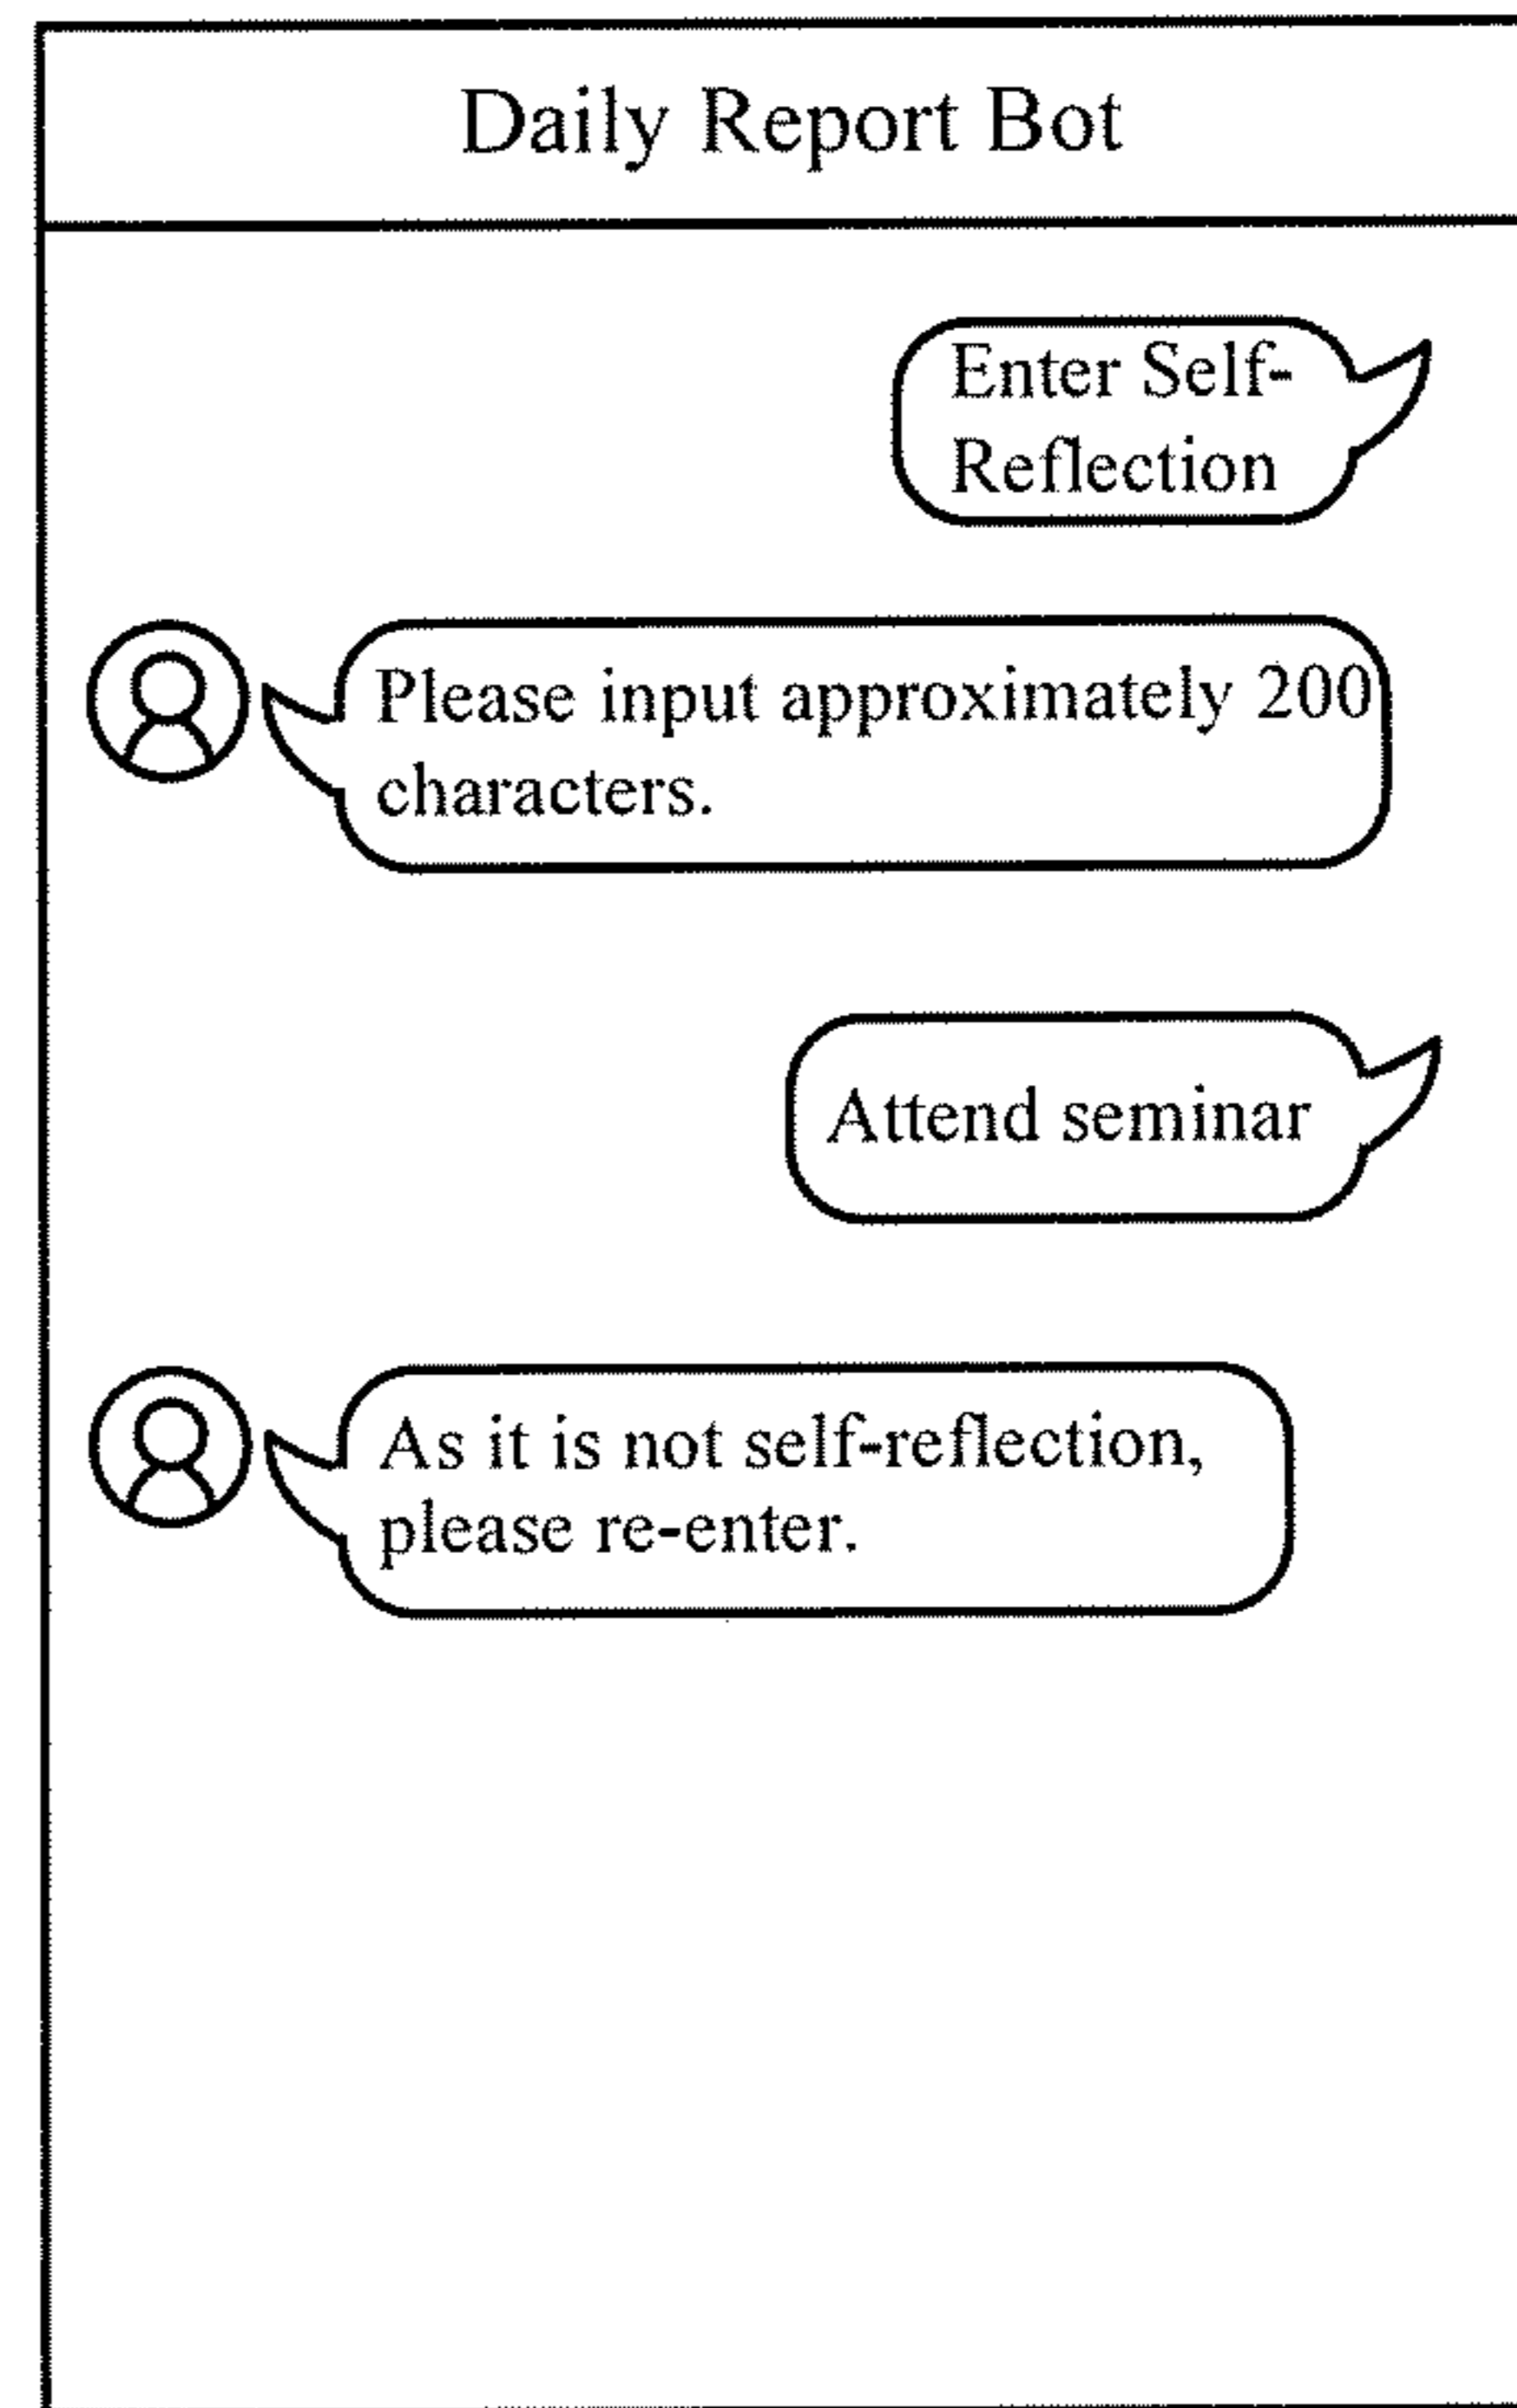 Daily Report Bot
Enter Self-
Reflection
Please input approximately 200
characters.
Attend seminar
As it is not self-reflection,
please re-enter.